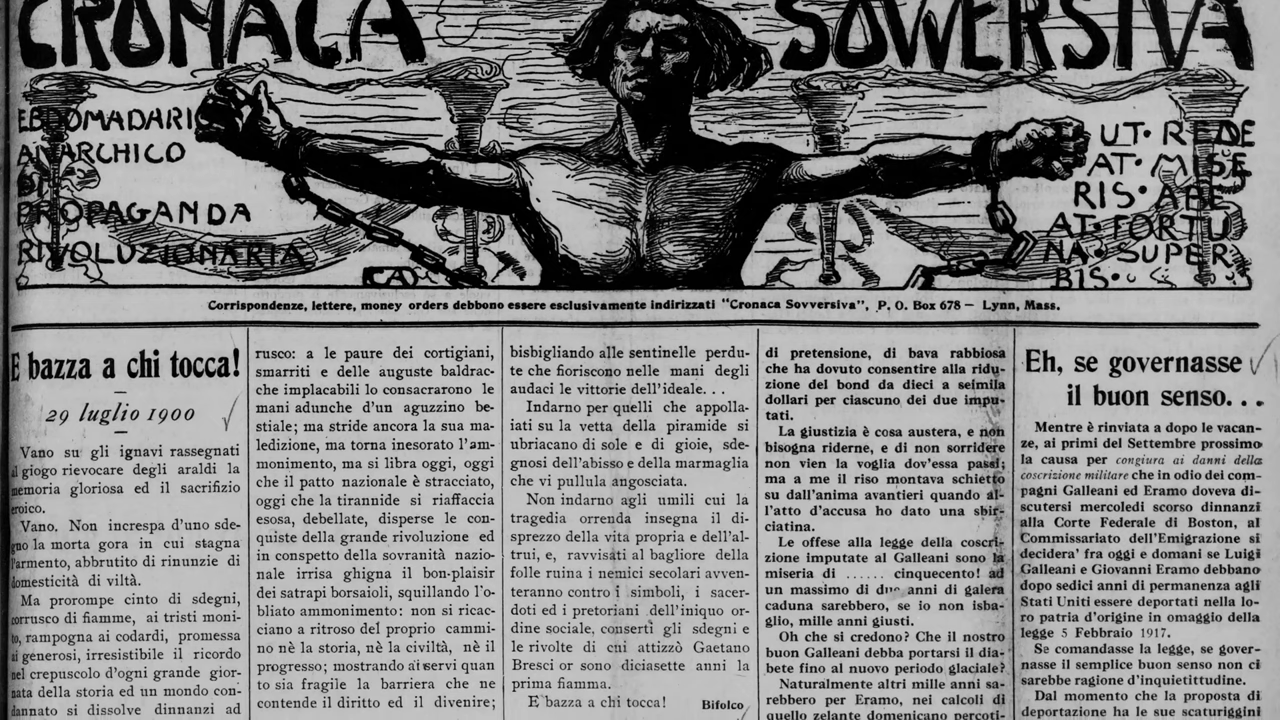 CRONACA SOVVERSIVA
EBDOMADARIO
ANARCHICO
DI
PROPAGANDA
RIVOLUZIONARIA
UT· REDE
AT· MISE
RIS· ABE
AT· FORTU
NA· SUPER
BIS·
Corrispondenze, lettere, money orders debbono essere esclusivamente indirizzati "Cronaca Sovversiva", P. O. Box 678 — Lynn, Mass.
E bazza a chi tocca!
29 luglio 1900
Vano su gli ignavi rassegnati
al giogo rievocare degli araldi la
memoria gloriosa ed il sacrifizio
eroico.
Vano. Non increspa d'uno sde-
gno la morta gora in cui stagna
l'armento, abbrutito di rinunzie di
domesticità di viltà.
Ma prorompe cinto di sdegni,
corrusco di fiamme, ai tristi moni-
to, rampogna ai codardi, promessa
ai generosi, irresistibile il ricordo
nel crepuscolo d'ogni grande gior-
nata della storia ed un mondo con-
dannato si dissolve dinnanzi ad
rusco: a le paure dei cortigiani,
smarriti e delle auguste baldrac-
che implacabili lo consacrarono le
mani adunche d'un aguzzino be-
stiale; ma stride ancora la sua ma-
ledizione, ma torna inesorato l'am-
monimento, ma si libra oggi, oggi
che il patto nazionale è stracciato,
oggi che la tirannide si riaffaccia
esosa, debellate, disperse le con-
quiste della grande rivoluzione ed
in conspetto della sovranità nazio-
nale irrisa ghigna il bon-plaisir
dei satrapi borsaioli, squillando l'o-
bliato ammonimento: non si ricac-
ciano a ritroso del proprio cammi-
no nè la storia, nè la civiltà, nè il
progresso; mostrando ai servi quan
to sia fragile la barriera che ne
contende il diritto ed il divenire;
bisbigliando alle sentinelle perdu-
te che fioriscono nelle mani degli
audaci le vittorie dell'ideale. . .
Indarno per quelli che appolla-
iati su la vetta della piramide si
ubriacano di sole e di gioie, sde-
gnosi dell'abisso e della marmaglia
che vi pullula angosciata.
Non indarno agli umili cui la
tragedia orrenda insegna il di-
sprezzo della vita propria e dell'al-
trui, e, ravvisati al bagliore della
folle ruina i nemici secolari avven-
teranno contro i simboli, i sacer-
doti ed i pretoriani dell'iniquo or-
dine sociale, conserti gli sdegni e
le rivolte di cui attizzò Gaetano
Bresci or sono diciasette anni la
prima fiamma.
E bazza a chi tocca!
Bifolco
di pretensione, di bava rabbiosa
che ha dovuto consentire alla ridu-
zione del bond da dieci a seimila
dollari per ciascuno dei due impu-
tati.
La giustizia è cosa austera, e non
bisogna riderne, e di non sorridere
non vien la voglia dov'essa passi;
ma a me il riso montava schietto
su dall'anima avantieri quando al-
l'atto d'accusa ho dato una sbir-
ciatina.
Le offese alla legge della coscri-
zione imputate al Galleani sono la
miseria di ...... cinquecento! ad
un massimo di due anni di galera
caduna sarebbero, se io non isba-
glio, mille anni giusti.
Oh che si credono? Che il nostro
buon Galleani debba portarsi il dia-
bete fino al nuovo periodo glaciale?
Naturalmente altri mille anni sa-
rebbero per Eramo, nei calcoli di
quello zelante domenicano percoti-
Eh, se governasse
il buon senso. . .
Mentre è rinviata a dopo le vacan-
ze, ai primi del Settembre prossimo
la causa per congiura ai danni della
coscrizione militare che in odio dei com-
pagni Galleani ed Eramo doveva di-
scutersi mercoledì scorso dinnanzi
alla Corte Federale di Boston, al
Commissariato dell'Emigrazione si
decidera' fra oggi e domani se Luigi
Galleani e Giovanni Eramo debbano
dopo sedici anni di permanenza agli
Stati Uniti essere deportati nella lo-
ro patria d'origine in omaggio della
legge 5 Febbraio 1917.
Se comandasse la legge, se gover-
nasse il semplice buon senso non ci
sarebbe ragione d'inquietitudine.
Dal momento che la proposta di
deportazione ha le sue scaturiggini